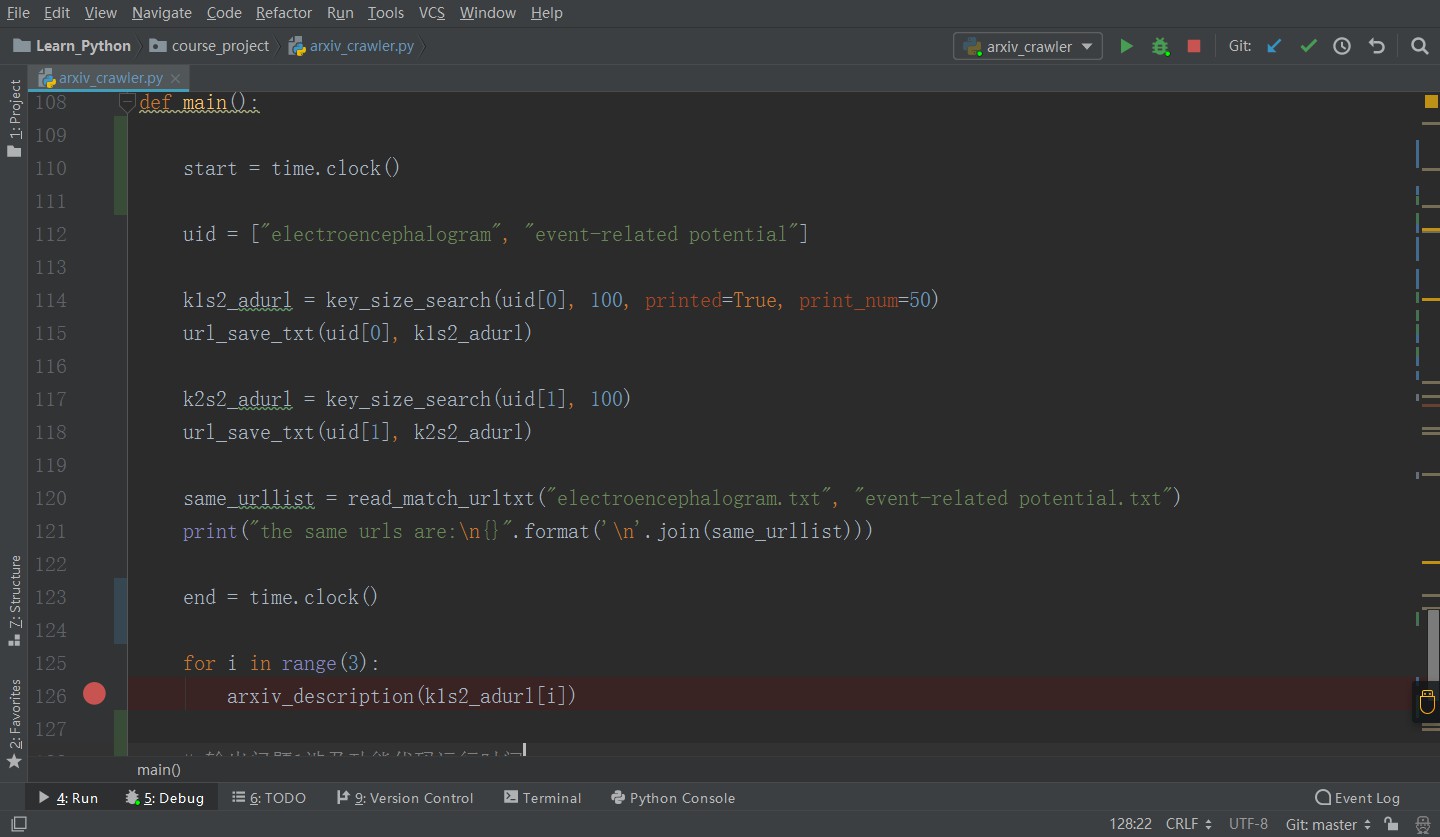 File Edit View Navigate Code Refactor Run Tools VCS Window Help
Learn_Python course_project arxiv_crawler.py arxiv_crawler Git:
1: Project
7: Structure
2: Favorites
arxiv_crawler.py
108 def main():
109
110 start = time.clock()
111
112 uid = ["electroencephalogram", "event-related potential"]
113
114 k1s2_adurl = key_size_search(uid[0], 100, printed=True, print_num=50)
115 url_save_txt(uid[0], k1s2_adurl)
116
117 k2s2_adurl = key_size_search(uid[1], 100)
118 url_save_txt(uid[1], k2s2_adurl)
119
120 same_urllist = read_match_urltxt("electroencephalogram.txt", "event-related potential.txt")
121 print("the same urls are:\n{}".format('\n'.join(same_urllist)))
122
123 end = time.clock()
124
125 for i in range(3):
126 arxiv_description(k1s2_adurl[i])
127
main()
4: Run 5: Debug 6: TODO 9: Version Control Terminal Python Console Event Log
128:22 CRLF UTF-8 Git: master